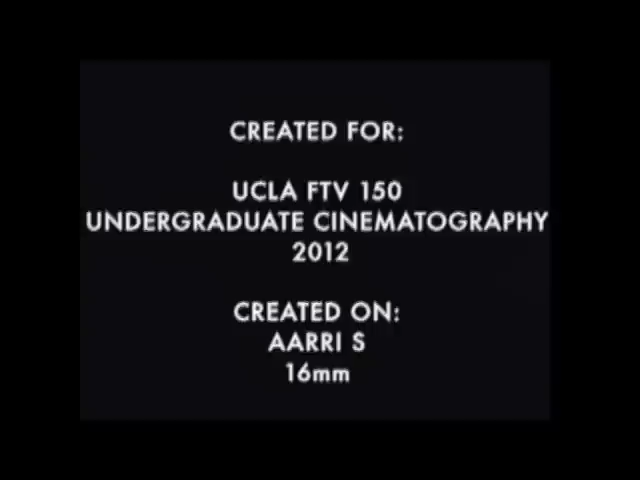 CREATED FOR:
UCLA FTV 150
UNDERGRADUATE CINEMATOGRAPHY
2012
CREATED ON:
AARRI S
16mm